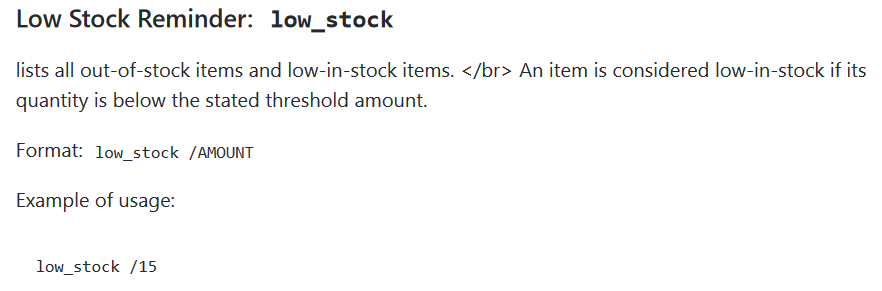 Low Stock Reminder: low_stock
lists all out-of-stock items and low-in-stock items. </br> An item is considered low-in-stock if its
quantity is below the stated threshold amount.
Format: low_stock /AMOUNT
Example of usage:
low_stock /15